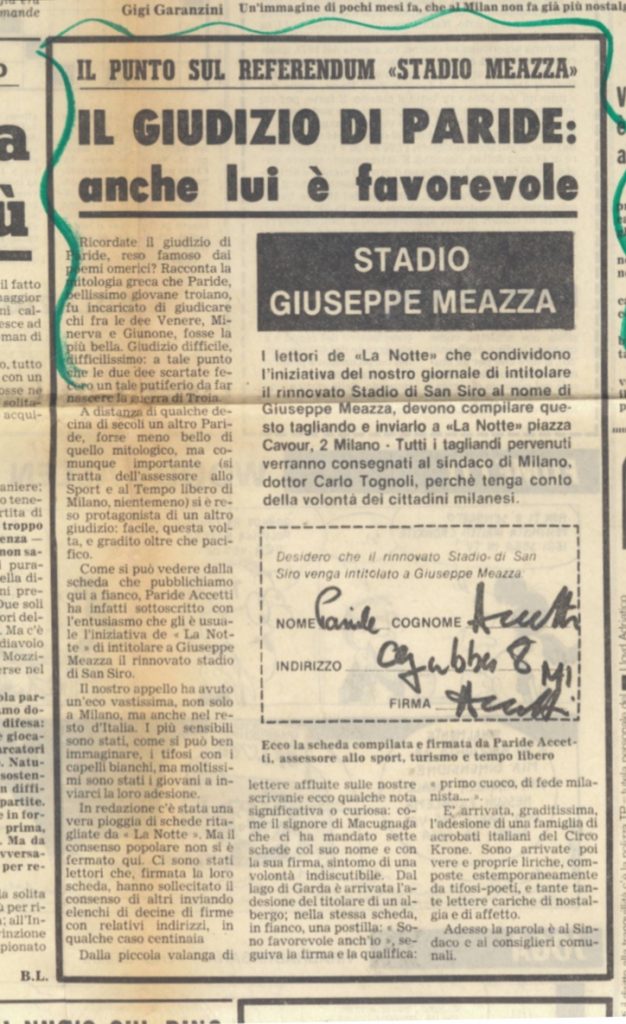 Gigi Garanzini
Un'immagine di pochi mesi fa, che al Milan non fa già più nostalg
IL PUNTO SUL REFERENDUM «STADIO MEAZZA»
IL GIUDIZIO DI PARIDE:
anche lui è favorevole
Ricordate il giudizio di
Paride, reso famoso dai
poemi omerici? Racconta la
mitologia greca che Paride,
bellissimo giovane troiano,
fu incaricato di giudicare
chi fra le dee Venere, Mi-
nerva e Giunone, fosse la
più bella. Giudizio difficile,
difficilissimo: a tale punto
che le due dee scartate fe-
cero un tale putiferio da far
nascere la guerra di Troia.
A distanza di qualche de-
cina di secoli un altro Pari-
de, forse meno bello di
quello mitologico, ma co-
munque importante (si
tratta dell'assessore allo
Sport e al Tempo libero di
Milano, nientemeno) si è re-
so protagonista di un altro
giudizio: facile, questa vol-
ta, e gradito oltre che pa-
cifico.
Come si può vedere dalla
scheda che pubblichiamo
qui a fianco, Paride Accetti
ha infatti sottoscritto con
l'entusiasmo che gli è usua-
le l'iniziativa de « La Not-
te » di intitolare a Giuseppe
Meazza il rinnovato stadio
di San Siro.
Il nostro appello ha avuto
un'eco vastissima, non solo
a Milano, ma anche nel re-
sto d'Italia. I più sensibili
sono stati, come si può ben
immaginare, i tifosi con i
capelli bianchi, ma moltissi-
mi sono stati i giovani a in-
viarci la loro adesione.
In redazione c'è stata una
vera pioggia di schede rita-
gliate da « La Notte ». Ma il
consenso popolare non si è
fermato qui. Ci sono stati
lettori che, firmata la loro
scheda, hanno sollecitato il
consenso di altri inviando
elenchi di decine di firme
con relativi indirizzi, in
qualche caso centinaia
Dalla piccola valanga di
STADIO
GIUSEPPE MEAZZA
I lettori de «La Notte» che condividono
l'iniziativa del nostro giornale di intitolare
il rinnovato Stadio di San Siro al nome di
Giuseppe Meazza, devono compilare que-
sto tagliando e inviarlo a «La Notte» piazza
Cavour, 2 Milano - Tutti i tagliandi pervenuti
verranno consegnati al sindaco di Milano,
dottor Carlo Tognoli, perchè tenga conto
della volontà dei cittadini milanesi.
Desidero che il rinnovato Stadio di San
Siro venga intitolato a Giuseppe Meazza
NOME Paride COGNOME Accetti
INDIRIZZO 8 MI
FIRMA Accetti
Ecco la scheda compilata e firmata da Paride Accet-
ti, assessore allo sport, turismo e tempo libero
lettere affluite sulle nostre
scrivanie ecco qualche nota
significativa o curiosa: co-
me il signore di Macugnaga
che ci ha mandato sette
schede col suo nome e con
la sua firma, sintomo di una
volontà indiscutibile. Dal
lago di Garda è arrivata l'a-
desione del titolare di un al-
bergo; nella stessa scheda,
in fianco, una postilla: « So-
no favorevole anch'io », se-
guiva la firma e la qualifica:
« primo cuoco, di fede mila-
nista... ».
E' arrivata, graditissima,
l'adesione di una famiglia di
acrobati italiani del Circo
Krone. Sono arrivate poi
vere e proprie liriche, com-
poste estemporaneamente
da tifosi-poeti, e tante tan-
te lettere cariche di nostal-
gia e di affetto.
Adesso la parola è al Sin-
daco e ai consiglieri comu-
nali.
B.L.